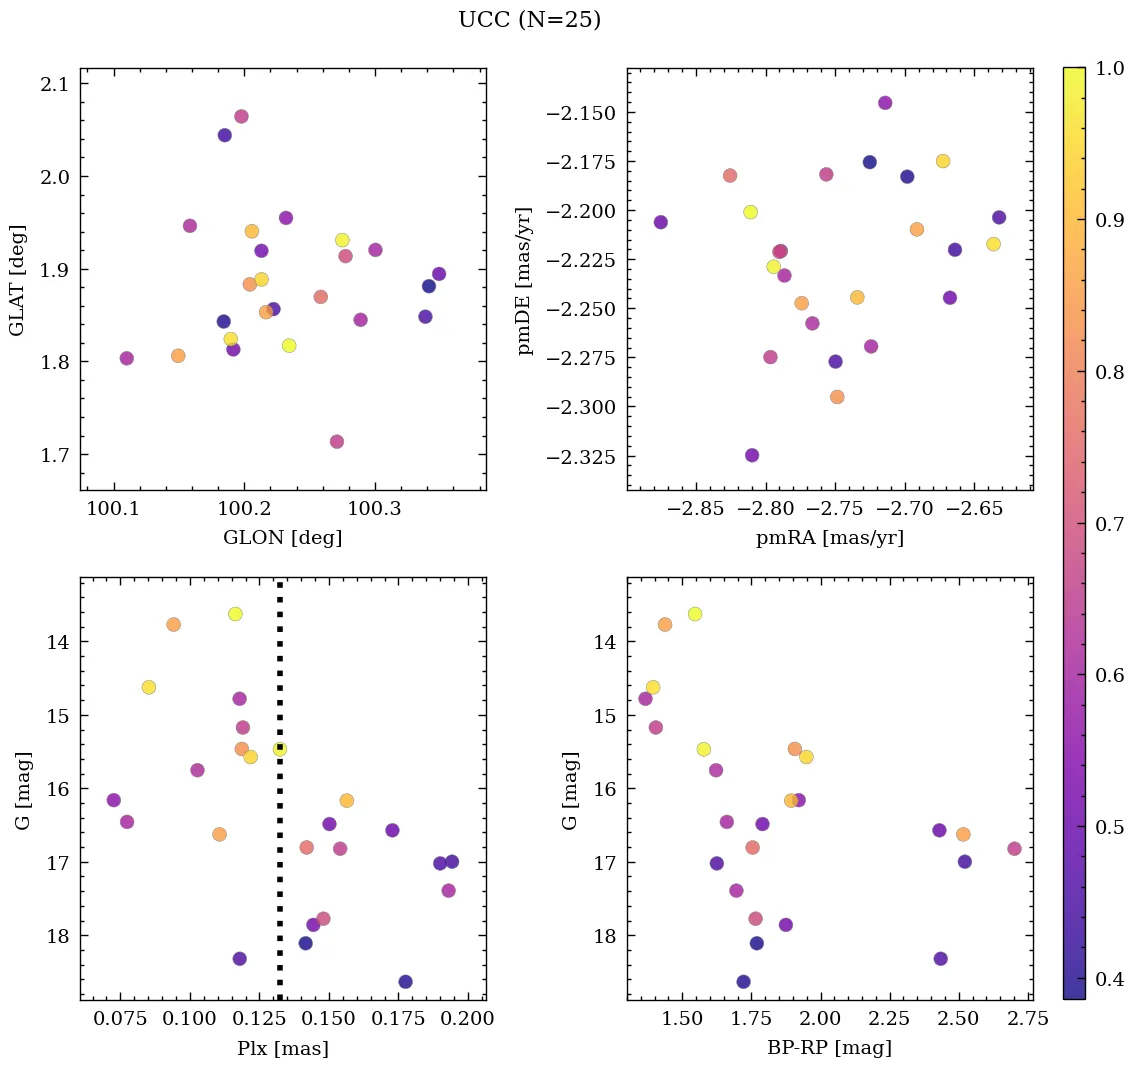 UCC (N=25)
2.1
2.0
1.9
1.8
1.7
GLAT [deg]
100.1 100.2 100.3
GLON [deg]
−2.150
−2.175
−2.200
−2.225
−2.250
−2.275
−2.300
−2.325
pmDE [mas/yr]
−2.85 −2.80 −2.75 −2.70 −2.65
pmRA [mas/yr]
14
15
16
17
18
G [mag]
0.075 0.100 0.125 0.150 0.175 0.200
Plx [mas]
14
15
16
17
18
G [mag]
1.50 1.75 2.00 2.25 2.50 2.75
BP-RP [mag]
1.0
0.9
0.8
0.7
0.6
0.5
0.4